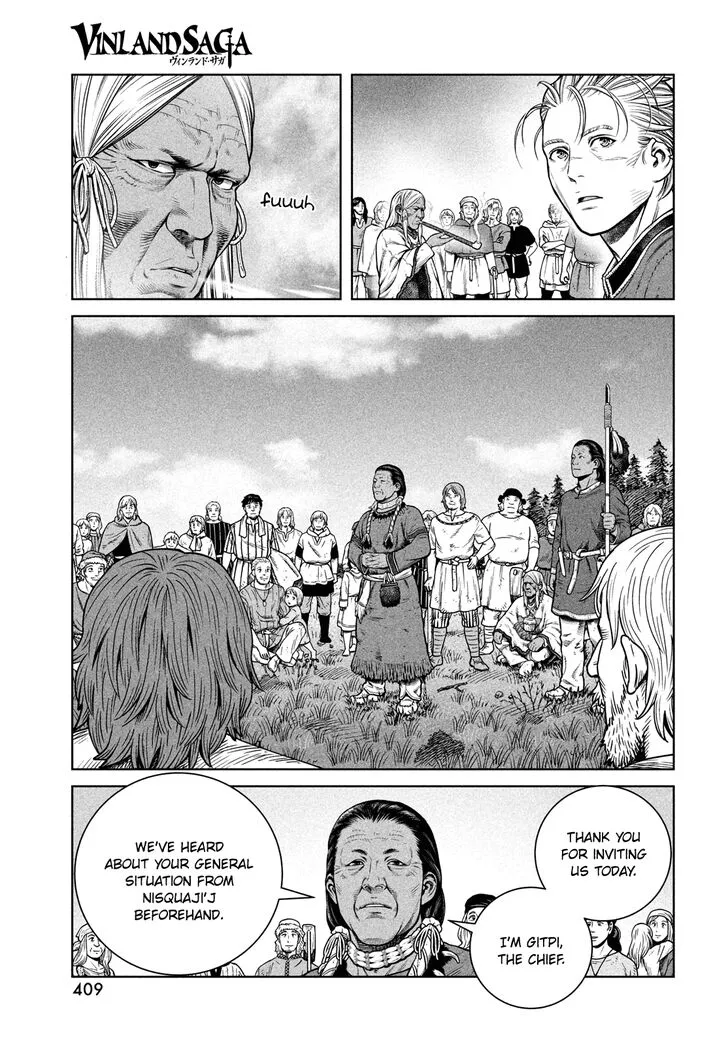 VINLAND SAGA
ヴィンランド・サガ
fuuuh
THANK YOU
FOR INVITING
US TODAY.
I'M GITPI,
THE CHIEF.
WE'VE HEARD
ABOUT YOUR GENERAL
SITUATION FROM
NISQUAJI'J
BEFOREHAND.
409